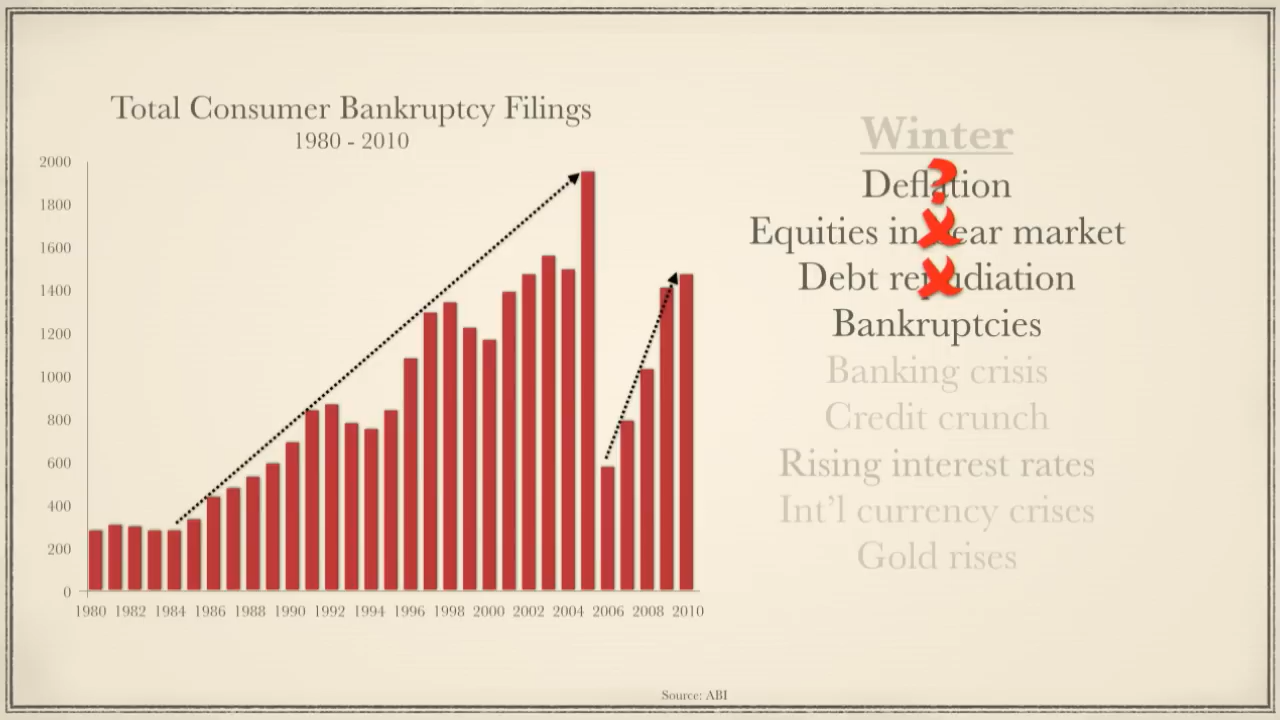 Total Consumer Bankruptcy Filings
1980 - 2010
2000
1800
1600
1400
1200
1000
800
600
400
200
0
1980 1982 1984 1986 1988 1990 1992 1994 1996 1998 2000 2002 2004 2006 2008 2010
Winter
Deflation
?
Equities in bear market
Debt repudiation
Bankruptcies
Banking crisis
Credit crunch
Rising interest rates
Int'l currency crises
Gold rises
Source: ABI